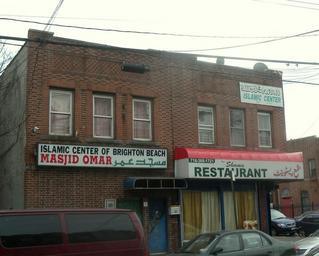 ISLAMIC CENTER
ISLAMIC CENTER OF BRIGHTON BEACH
MASJID OMAR مسجد عمر
RESTAURANT